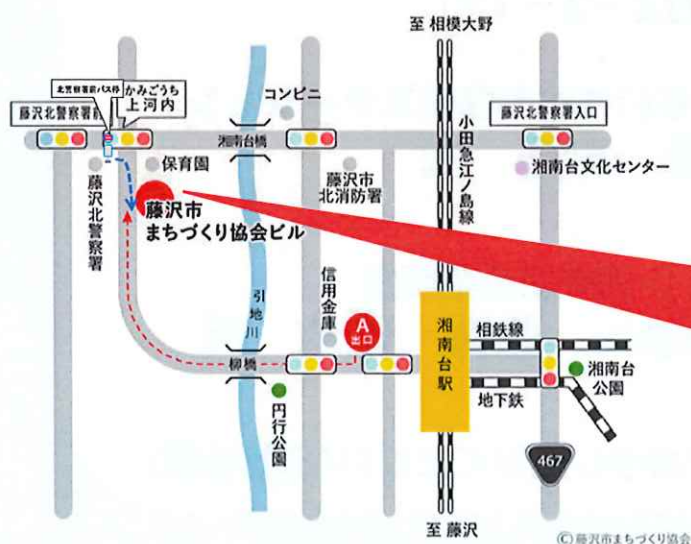 至 相模大野
北警察署前バス停
かみごうち
上河内
藤沢北警察署前
コンビニ
藤沢北警察署入口
湘南台橋
小田急江ノ島線
保育園
藤沢市
北消防署
湘南台文化センター
藤沢北警察署
藤沢市
まちづくり協会ビル
引地川
信用金庫
A
出口
湘南台駅
相鉄線
柳橋
湘南台
公園
地下鉄
円行公園
467
至 藤沢
©藤沢市まちづくり協会